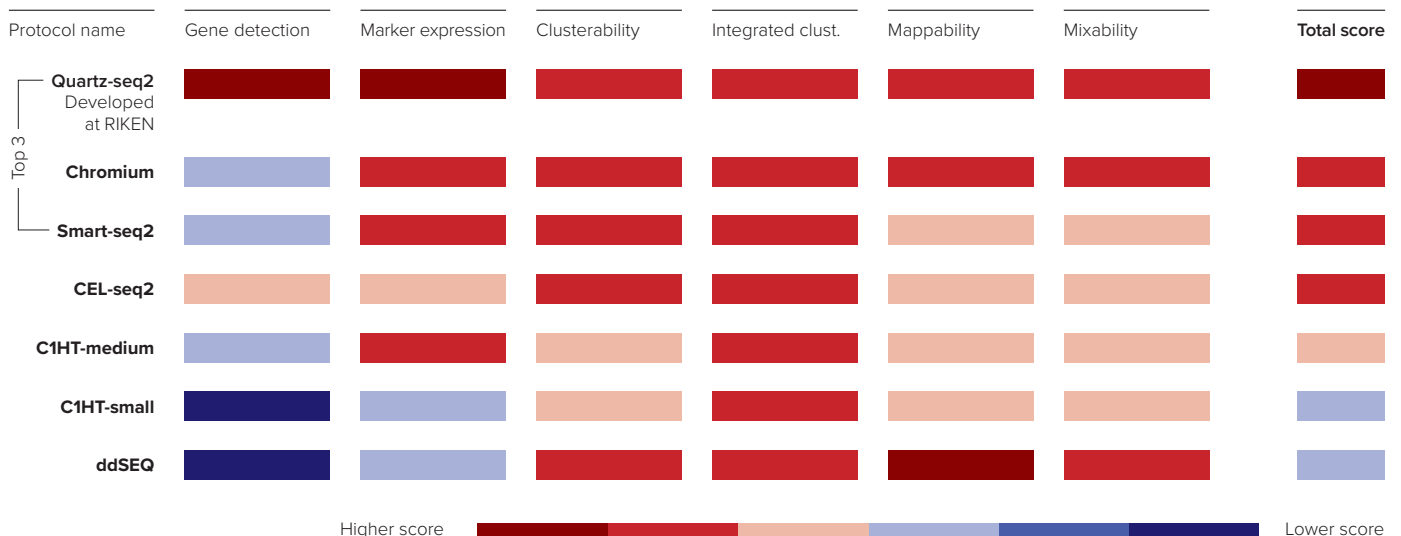 Protocol name
Gene detection
Marker expression
Clusterability
Integrated clust.
Mappability
Mixability
Total score
Top 3
Quartz-seq2
Developed
at RIKEN
Chromium
Smart-seq2
CEL-seq2
C1HT-medium
C1HT-small
ddSEQ
Higher score
Lower score